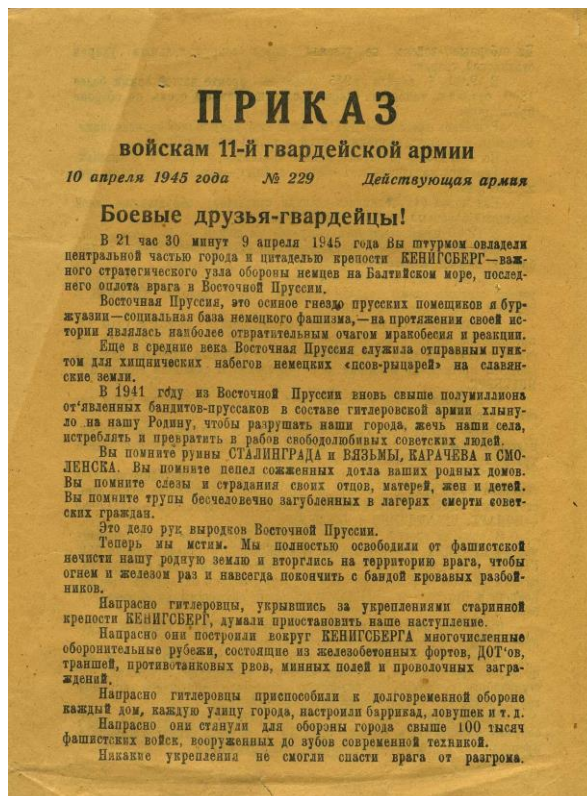 ПРИКАЗ
войскам 11-й гвардейской армии
10 апреля 1945 года № 229 Действующая армия
Боевые друзья-гвардейцы!
В 21 час 30 минут 9 апреля 1945 года Вы штурмом овладели
центральной частью города и цитаделью крепости КЕНИГСБЕРГ—важ-
ного стратегического узла обороны немцев на Балтийском море, послед-
него оплота врага в Восточной Пруссии.
Восточная Пруссия, это осиное гнездо прусских помещиков и бур-
жуазии—социальная база немецкого фашизма,—на протяжении своей ис-
тории являлась наиболее отвратительным очагом мракобесия и реакции.
Еще в средние века Восточная Пруссия служила отправным пунк-
том для хищнических набегов немецких «псов-рыцарей» на славян-
ские земли.
В 1941 году из Восточной Пруссии вновь свыше полумиллиона
от'явленных бандитов-пруссаков в составе гитлеровской армии хлыну-
ло на нашу Родину, чтобы разрушать наши города, жечь наши села,
истреблять и превратить в рабов свободолюбивых советских людей.
Вы помните руины СТАЛИНГРАДА и ВЯЗЬМЫ, КАРАЧЕВА и СМО-
ЛЕНСКА. Вы помните пепел сожженных дотла ваших родных домов.
Вы помните слезы и страдания своих отцов, матерей, жен и детей.
Вы помните трупы бесчеловечно загубленных в лагерях смерти совет-
ских граждан.
Это дело рук выродков Восточной Пруссии.
Теперь мы мстим. Мы полностью освободили от фашистской
нечисти нашу родную землю и вторглись на территорию врага, чтобы
огнем и железом раз и навсегда покончить с бандой кровавых разбой-
ников.
Напрасно гитлеровцы, укрывшись за укреплениями старинной
крепости КЕНИГСБЕРГ, думали приостановить наше наступление.
Напрасно они построили вокруг КЕНИГСБЕРГА многочисленные
оборонительные рубежи, состоящие из железобетонных фортов, ДОТ'ов,
траншей, противотанковых рвов, минных полей и проволочных загра-
ждений.
Напрасно гитлеровцы приспособили к долговременной обороне
каждый дом, каждую улицу города, настроили баррикад, ловушек и т. д.
Напрасно они стянули для обороны города свыше 100 тысяч
фашистских войск, вооруженных до зубов современной техникой.
Никакие укрепления не смогли спасти врага от разгрома.